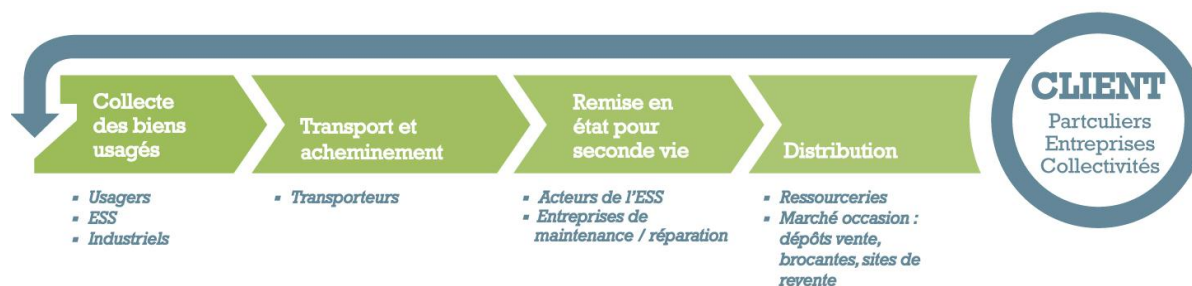 Collecte
des biens
usagés
Transport et
acheminement
Remise en
état pour
seconde vie
Distribution
CLIENT
Partculiers
Entreprises
Collectivités
▪ Usagers
▪ ESS
▪ Industriels
▪ Transporteurs
▪ Acteurs de l'ESS
▪ Entreprises de
maintenance / réparation
▪ Ressourceries
▪ Marché occasion :
dépôts vente,
brocantes, sites de
revente